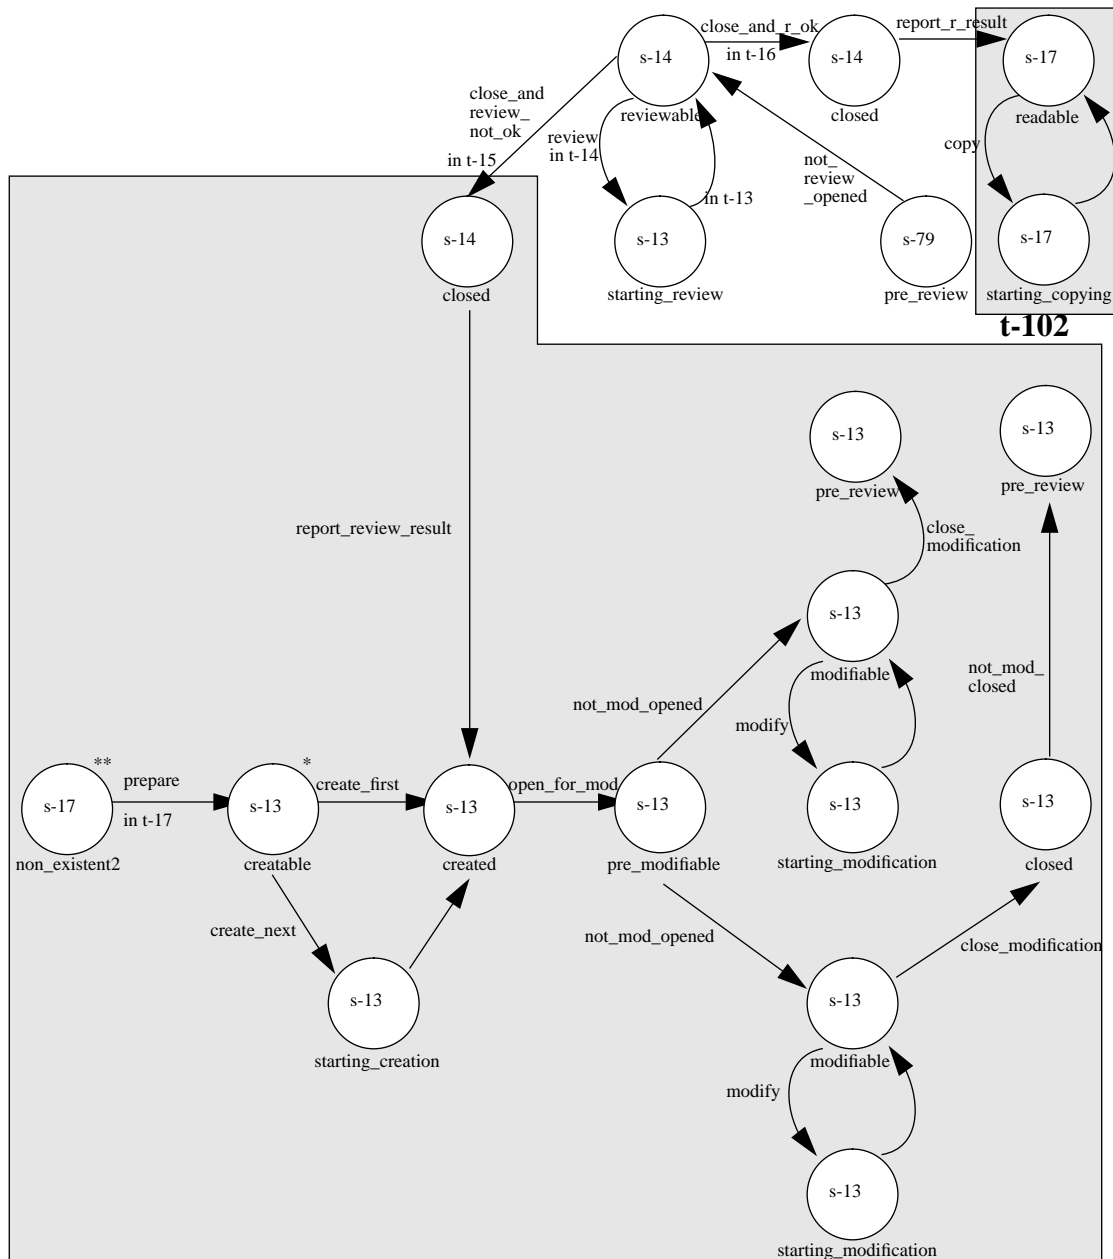 close_and_r_ok
report_r_result
s-14
in t-16
s-14
s-17
close_and
review_
not_ok
reviewable
closed
readable
review
in t-14
copy
in t-15
not_
review
_opened
in t-13
s-14
s-13
s-79
s-17
closed
starting_review
pre_review
starting_copying
t-102
s-13
s-13
pre_review
pre_review
report_review_result
close_
modification
s-13
modifiable
not_mod_
closed
not_mod_opened
modify
**
prepare
*
create_first
open_for_mod
s-17
in t-17
s-13
s-13
s-13
s-13
s-13
non_existent2
creatable
created
pre_modifiable
starting_modification
closed
create_next
not_mod_opened
close_modification
s-13
s-13
starting_creation
modifiable
modify
s-13
starting_modification